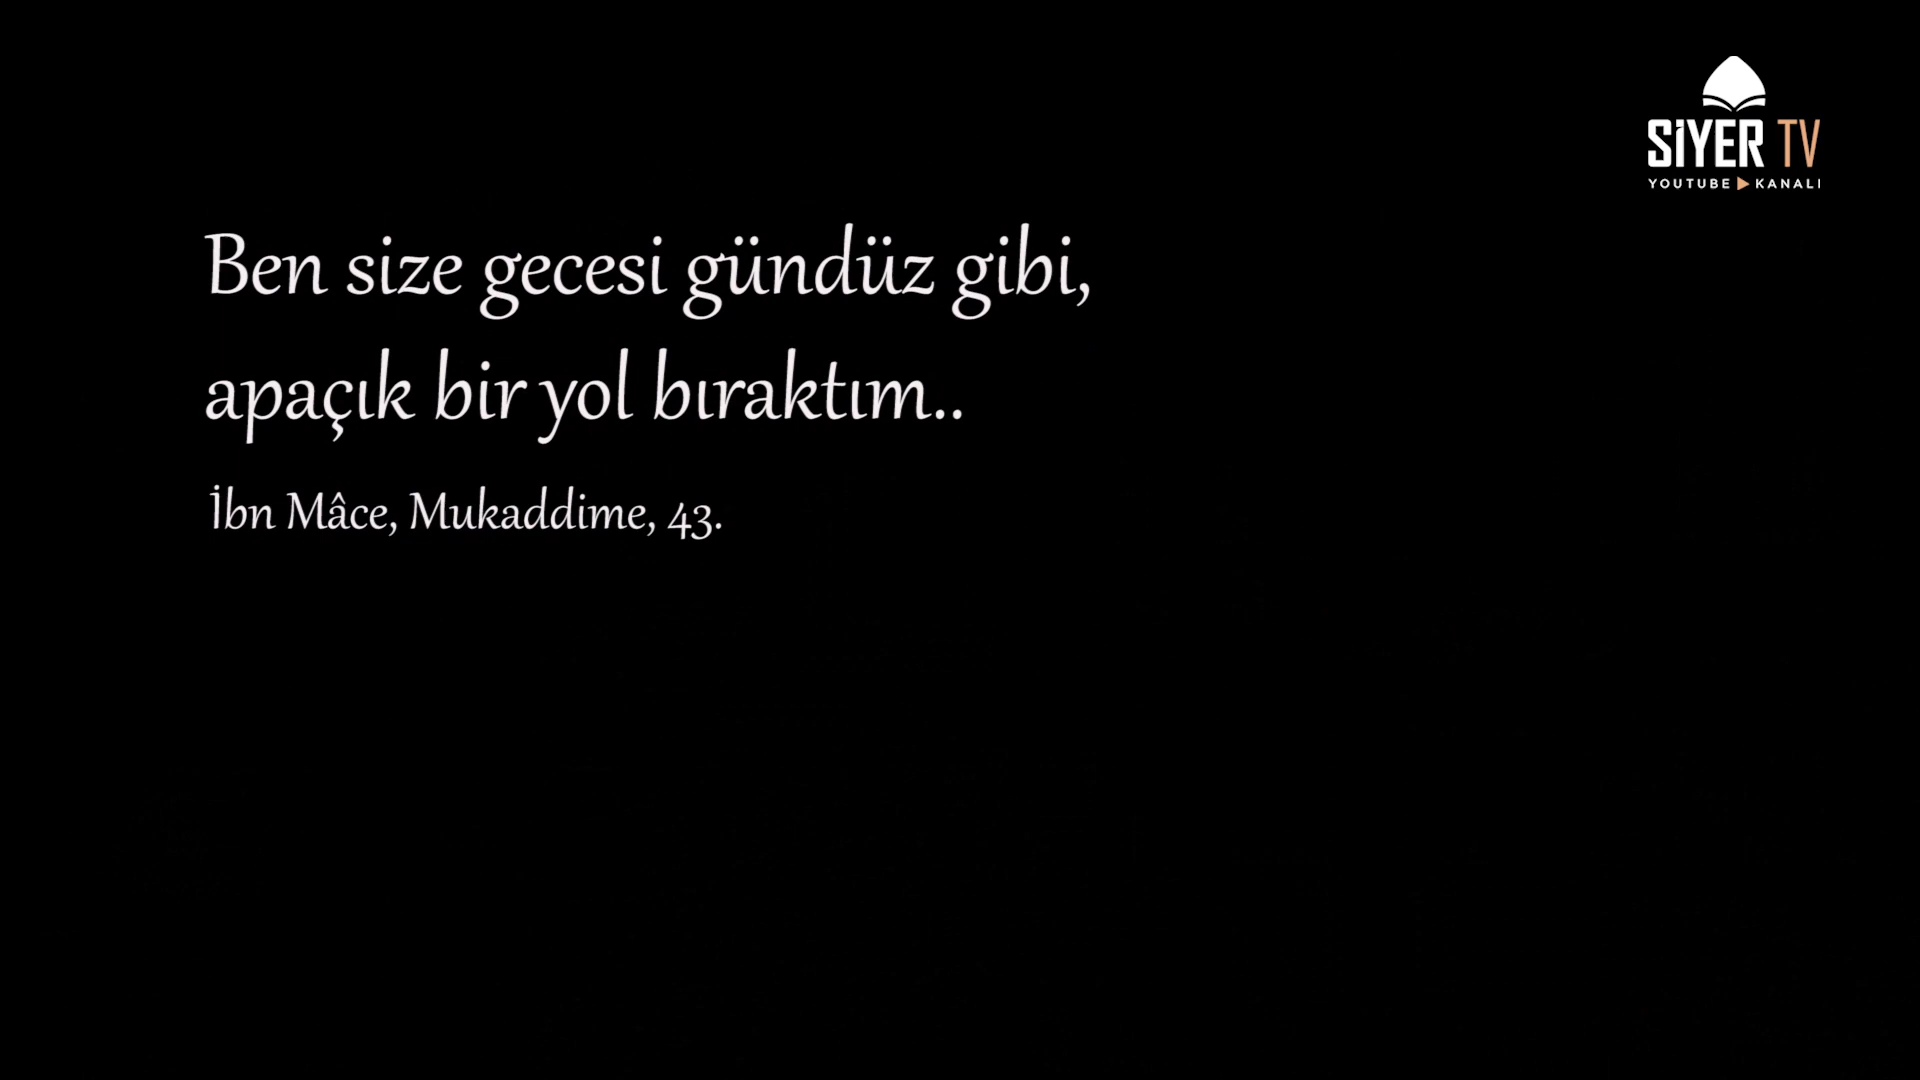 SİYER TV
YOUTUBE KANALI
Ben size gecesi gündüz gibi,
apaçık bir yol bıraktım..
İbn Mâce, Mukaddime, 43.